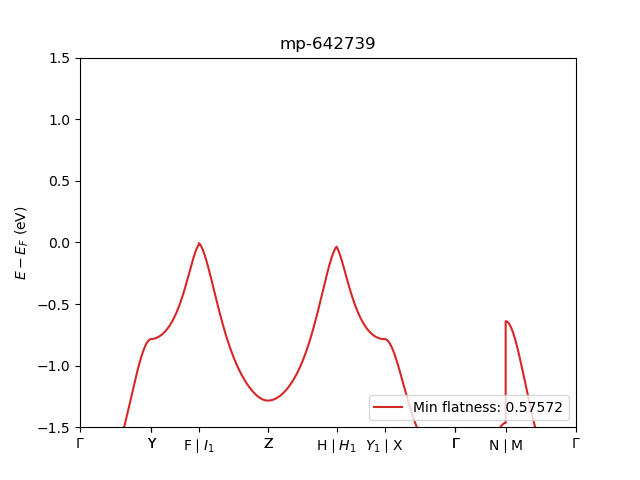 mp-642739
E − E_F (eV)
1.5
1.0
0.5
0.0
−0.5
−1.0
−1.5
Min flatness: 0.57572
Γ Y F | I₁ Z H | H₁ Y₁ | X Γ N | M Γ